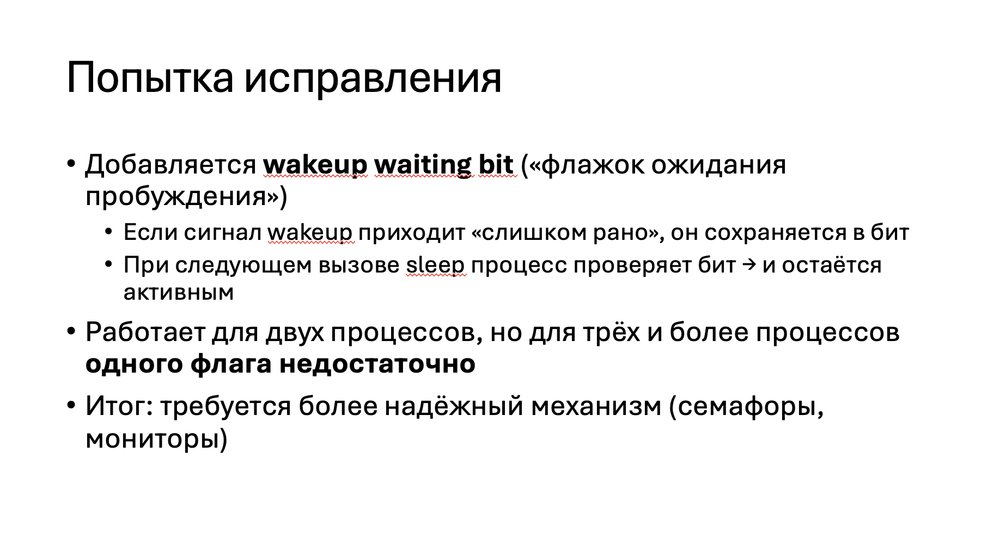 Попытка исправления
• Добавляется wakeup waiting bit («флажок ожидания
пробуждения»)
• Если сигнал wakeup приходит «слишком рано», он сохраняется в бит
• При следующем вызове sleep процесс проверяет бит → и остаётся
активным
• Работает для двух процессов, но для трёх и более процессов
одного флага недостаточно
• Итог: требуется более надёжный механизм (семафоры,
мониторы)